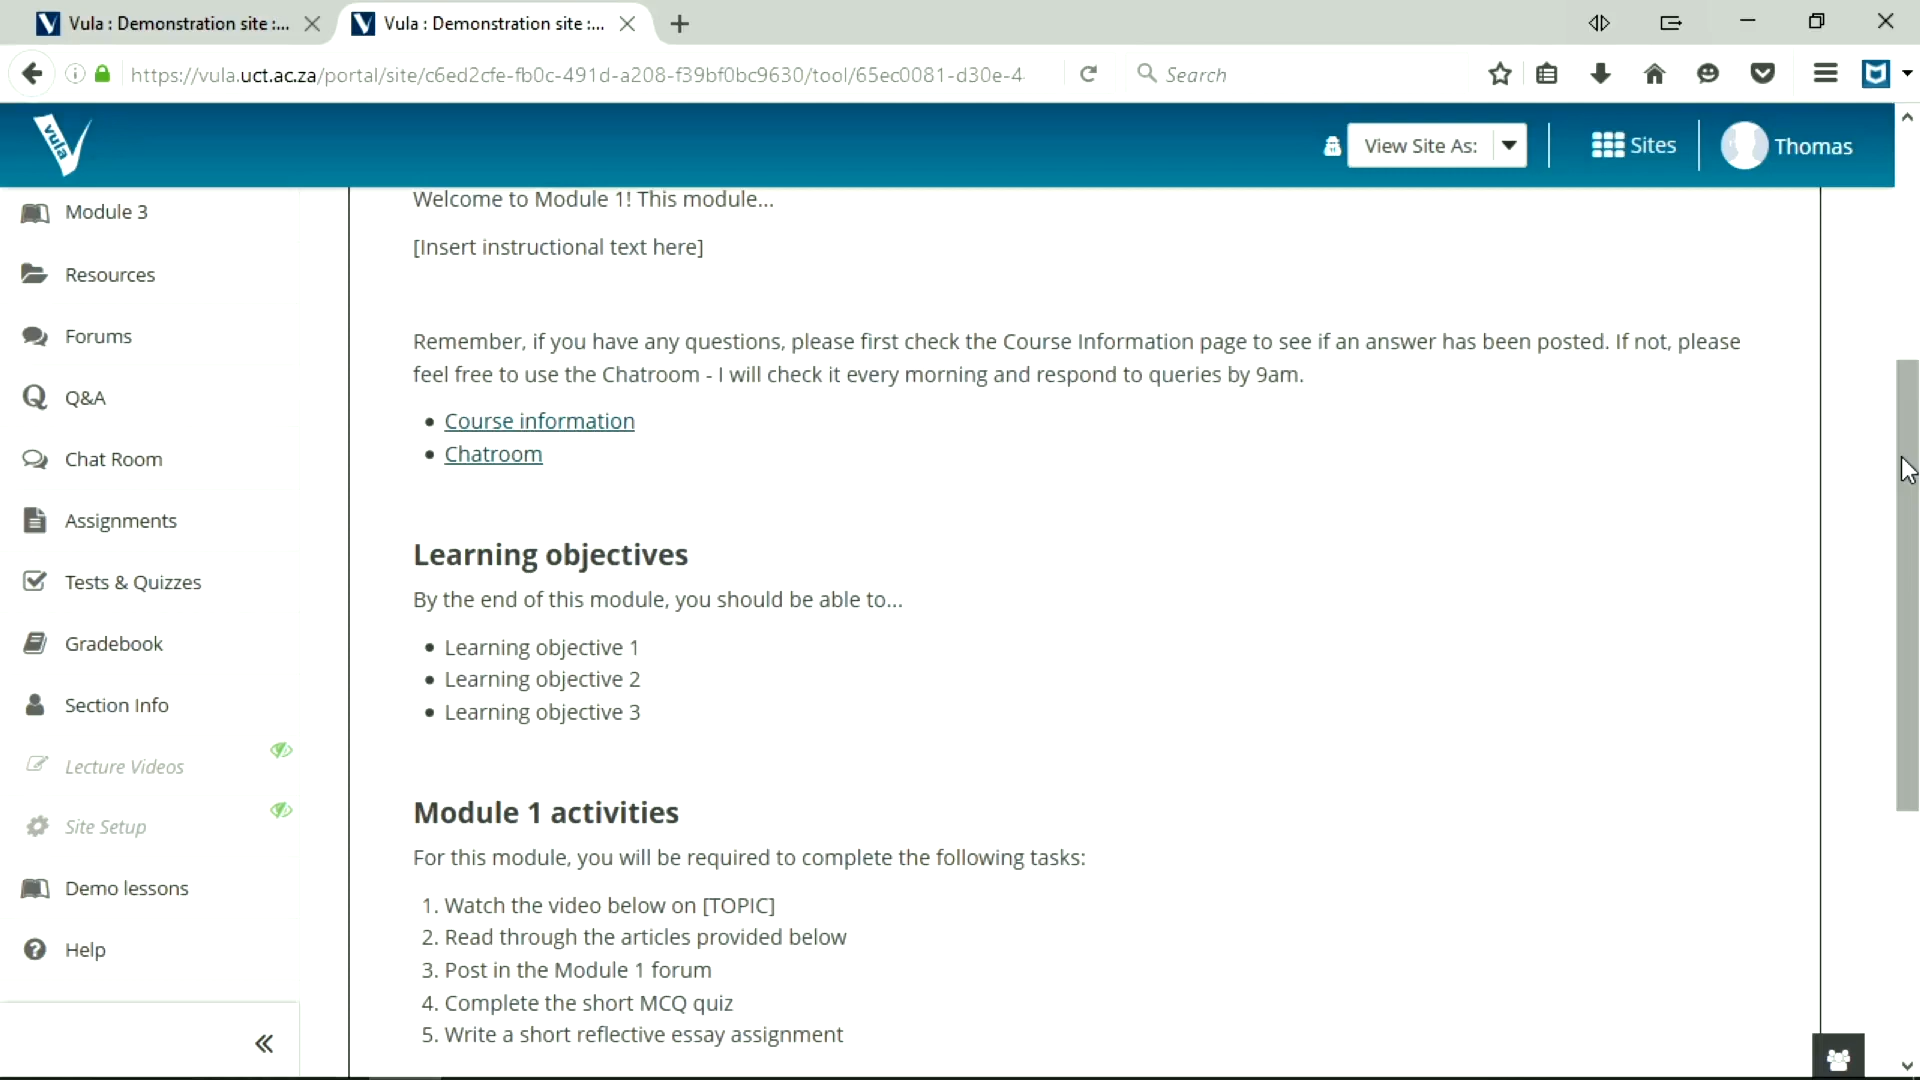 Vula : Demonstration site :...
Vula : Demonstration site :...
https://vula.uct.ac.za/portal/site/c6ed2cfe-fb0c-491d-a208-f39bf0bc9630/tool/65ec0081-d30e-4
Search
vula
View Site As:
Sites
Thomas
Module 3
Resources
Forums
Q&A
Chat Room
Assignments
Tests & Quizzes
Gradebook
Section Info
Lecture Videos
Site Setup
Demo lessons
Help
Welcome to Module 1! This module...
[Insert instructional text here]
Remember, if you have any questions, please first check the Course Information page to see if an answer has been posted. If not, please
feel free to use the Chatroom - I will check it every morning and respond to queries by 9am.
• Course information
• Chatroom
Learning objectives
By the end of this module, you should be able to...
• Learning objective 1
• Learning objective 2
• Learning objective 3
Module 1 activities
For this module, you will be required to complete the following tasks:
1. Watch the video below on [TOPIC]
2. Read through the articles provided below
3. Post in the Module 1 forum
4. Complete the short MCQ quiz
5. Write a short reflective essay assignment